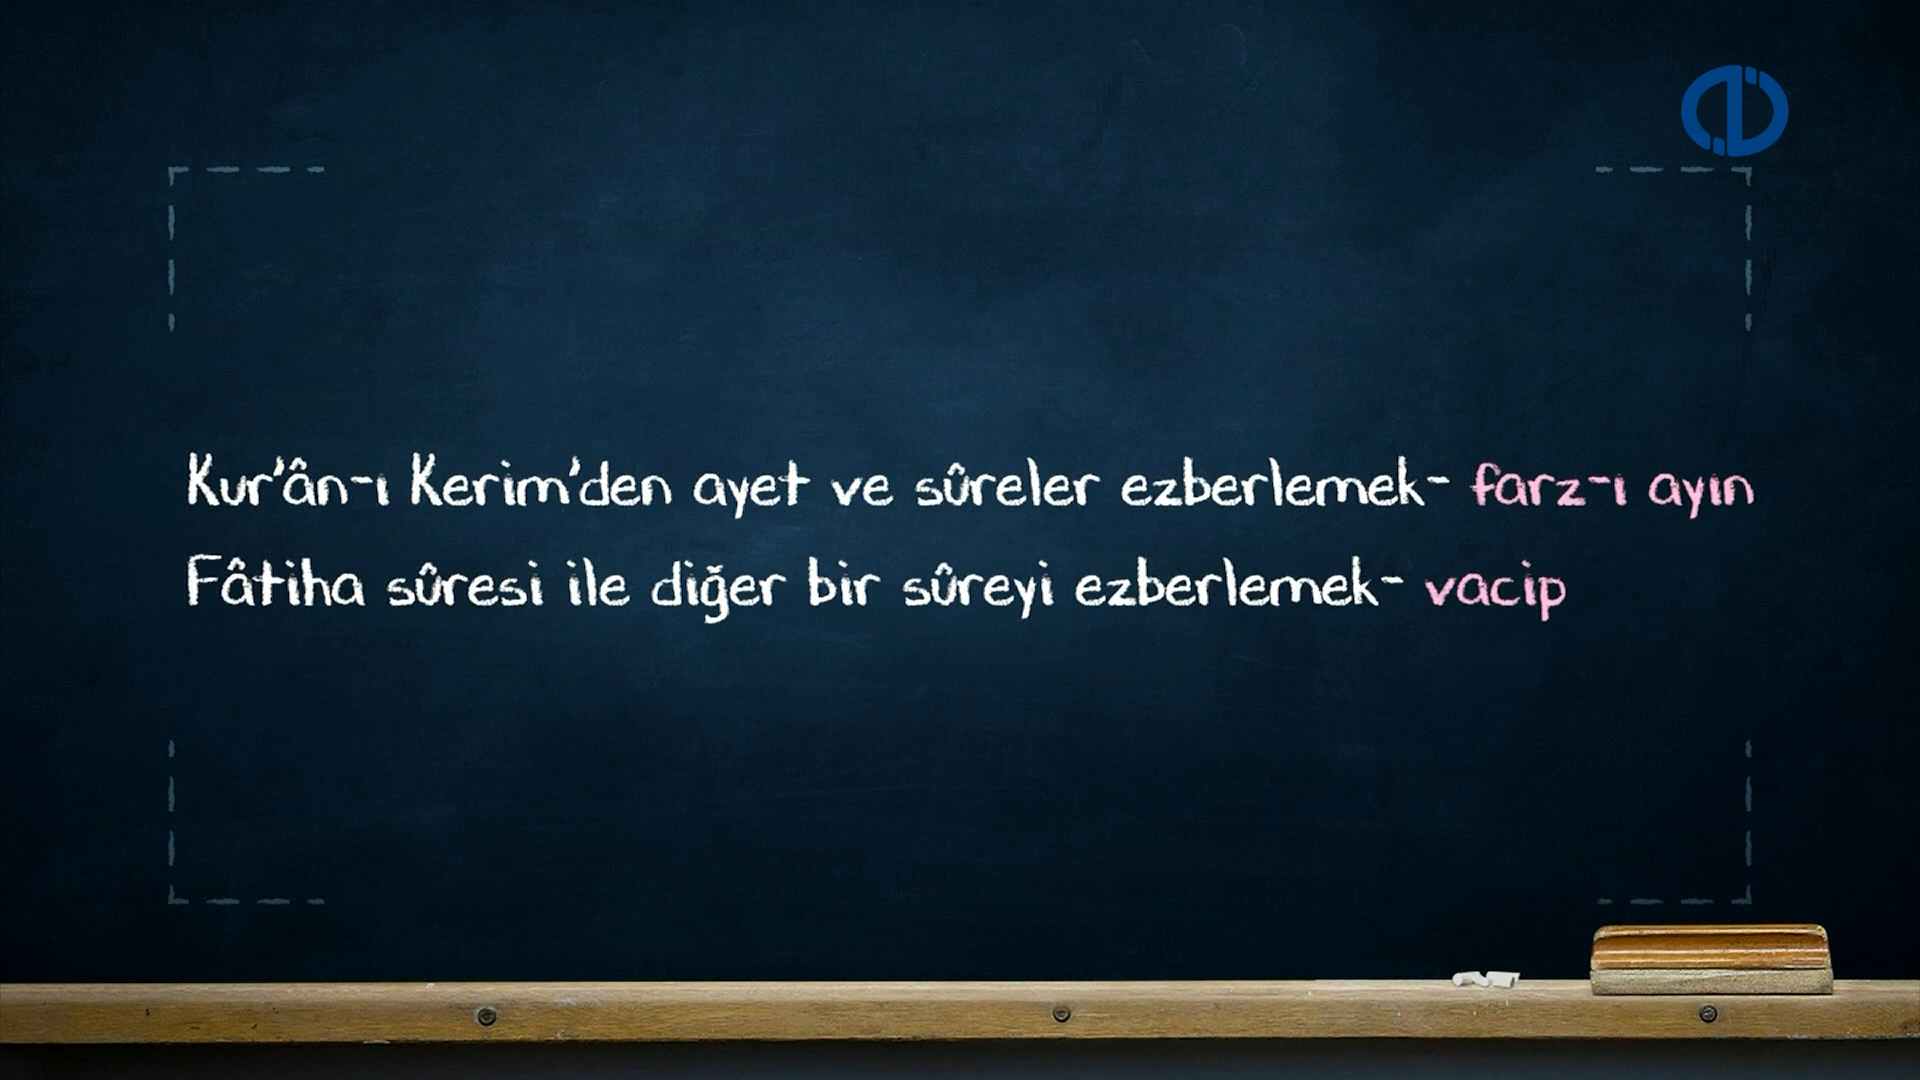 Kur'ân-ı Kerim'den ayet ve sûreler ezberlemek- farz-ı ayın
Fâtiha sûresi ile diğer bir sûreyi ezberlemek- vacip